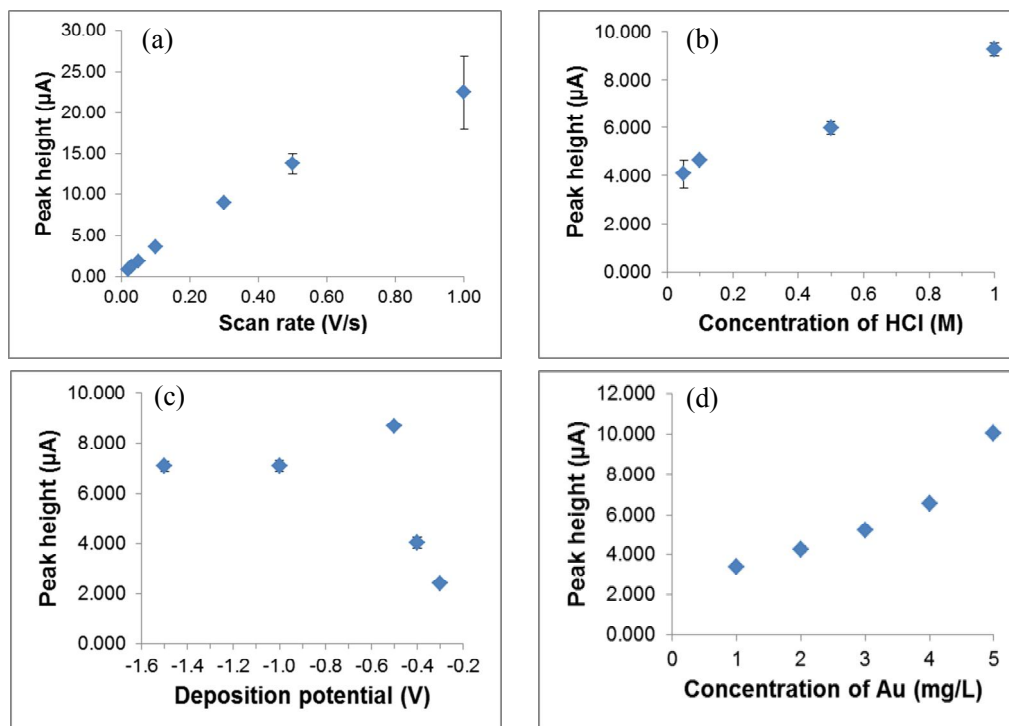 (a)
30.00
25.00
20.00
15.00
10.00
5.00
0.00
Peak height (µA)
0.00 0.20 0.40 0.60 0.80 1.00
Scan rate (V/s)
(b)
10.000
8.000
6.000
4.000
2.000
0.000
Peak height (µA)
0 0.2 0.4 0.6 0.8 1
Concentration of HCl (M)
(c)
10.000
8.000
6.000
4.000
2.000
0.000
Peak height (µA)
-1.6 -1.4 -1.2 -1.0 -0.8 -0.6 -0.4 -0.2
Deposition potential (V)
(d)
12.000
10.000
8.000
6.000
4.000
2.000
0.000
Peak height (µA)
0 1 2 3 4 5
Concentration of Au (mg/L)